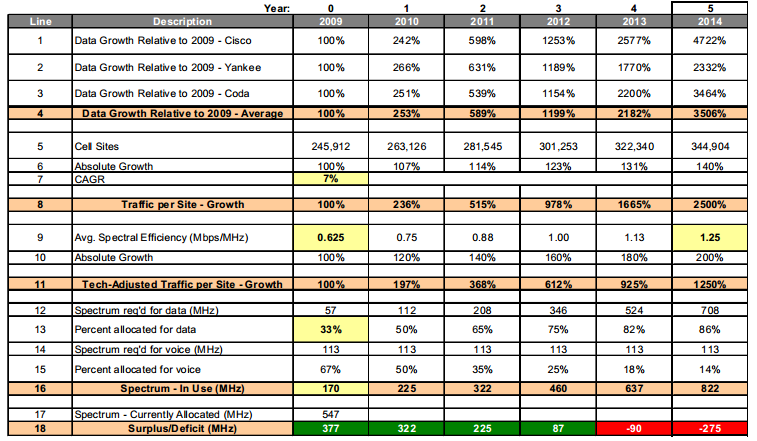 Year: 0 1 2 3 4 5
Line Description 2009 2010 2011 2012 2013 2014
1 Data Growth Relative to 2009 - Cisco 100% 242% 598% 1253% 2577% 4722%
2 Data Growth Relative to 2009 - Yankee 100% 266% 631% 1189% 1770% 2332%
3 Data Growth Relative to 2009 - Coda 100% 251% 539% 1154% 2200% 3464%
4 Data Growth Relative to 2009 - Average 100% 253% 589% 1199% 2182% 3506%
5 Cell Sites 245,912 263,126 281,545 301,253 322,340 344,904
6 Absolute Growth 100% 107% 114% 123% 131% 140%
7 CAGR 7%
8 Traffic per Site - Growth 100% 236% 515% 978% 1665% 2500%
9 Avg. Spectral Efficiency (Mbps/MHz) 0.625 0.75 0.88 1.00 1.13 1.25
10 Absolute Growth 100% 120% 140% 160% 180% 200%
11 Tech-Adjusted Traffic per Site - Growth 100% 197% 368% 612% 925% 1250%
12 Spectrum req'd for data (MHz) 57 112 208 346 524 708
13 Percent allocated for data 33% 50% 65% 75% 82% 86%
14 Spectrum req'd for voice (MHz) 113 113 113 113 113 113
15 Percent allocated for voice 67% 50% 35% 25% 18% 14%
16 Spectrum - In Use (MHz) 170 225 322 460 637 822
17 Spectrum - Currently Allocated (MHz) 547
18 Surplus/Deficit (MHz) 377 322 225 87 -90 -275